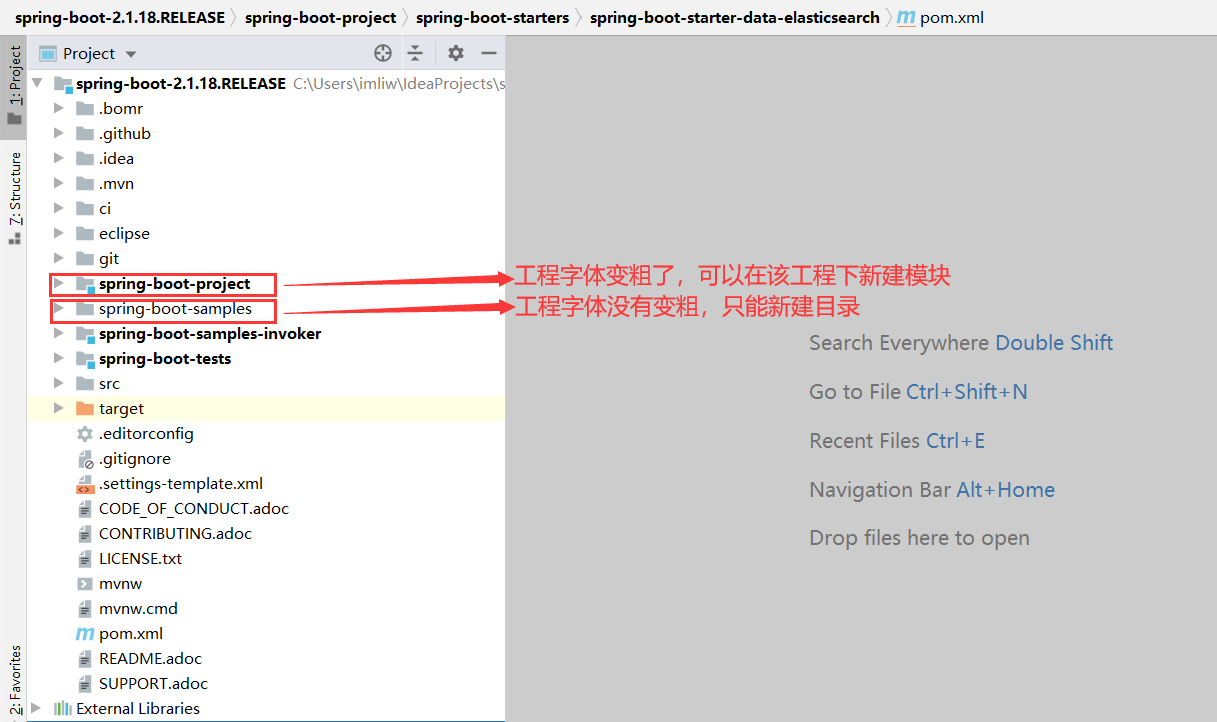 spring-boot-2.1.18.RELEASE spring-boot-project spring-boot-starters spring-boot-starter-data-elasticsearch pom.xml
1: Project
7: Structure
2: Favorites
Project
spring-boot-2.1.18.RELEASE C:\Users\imliw\IdeaProjects\s
.bomr
.github
.idea
.mvn
ci
eclipse
git
spring-boot-project
spring-boot-samples
spring-boot-samples-invoker
spring-boot-tests
src
target
.editorconfig
.gitignore
.settings-template.xml
CODE_OF_CONDUCT.adoc
CONTRIBUTING.adoc
LICENSE.txt
mvnw
mvnw.cmd
pom.xml
README.adoc
SUPPORT.adoc
External Libraries
工程字体变粗了，可以在该工程下新建模块
工程字体没有变粗，只能新建目录
Search Everywhere Double Shift
Go to File Ctrl+Shift+N
Recent Files Ctrl+E
Navigation Bar Alt+Home
Drop files here to open